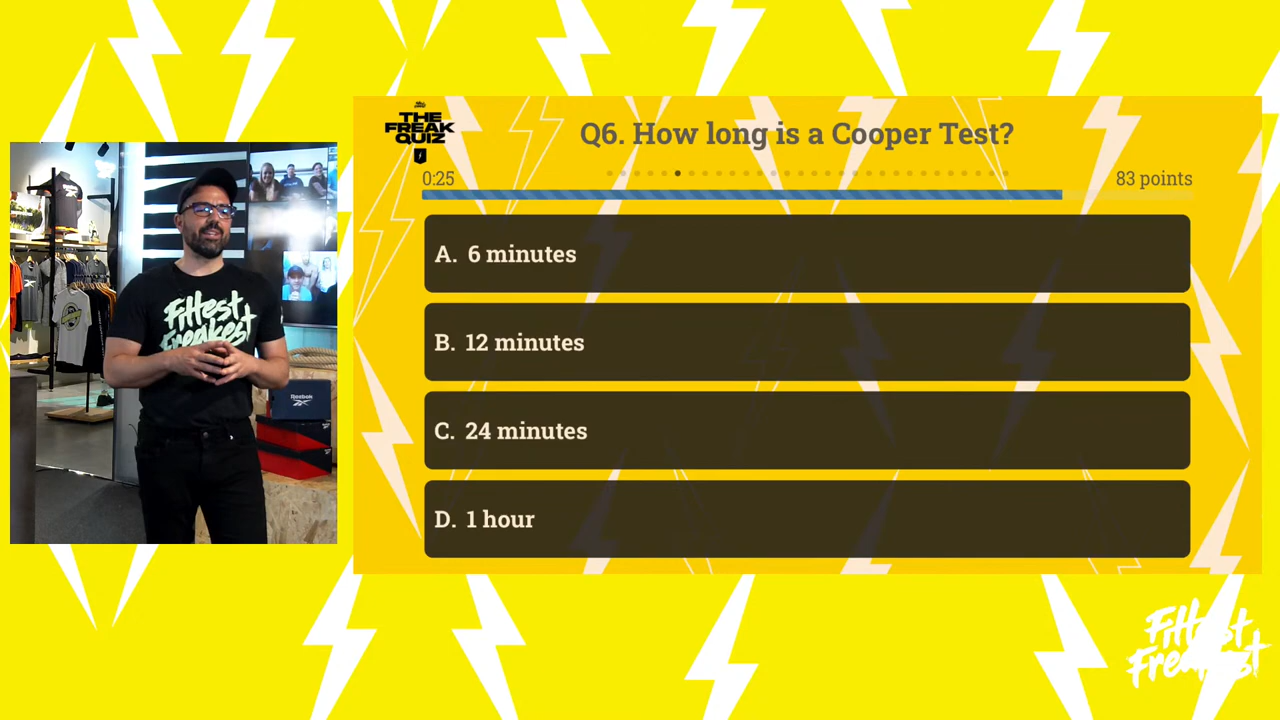 THE
FREAK
QUIZ
Q6. How long is a Cooper Test?
0:25
83 points
A. 6 minutes
B. 12 minutes
C. 24 minutes
D. 1 hour
Fittest
Freakest
Reebok
Fittest
Freakest